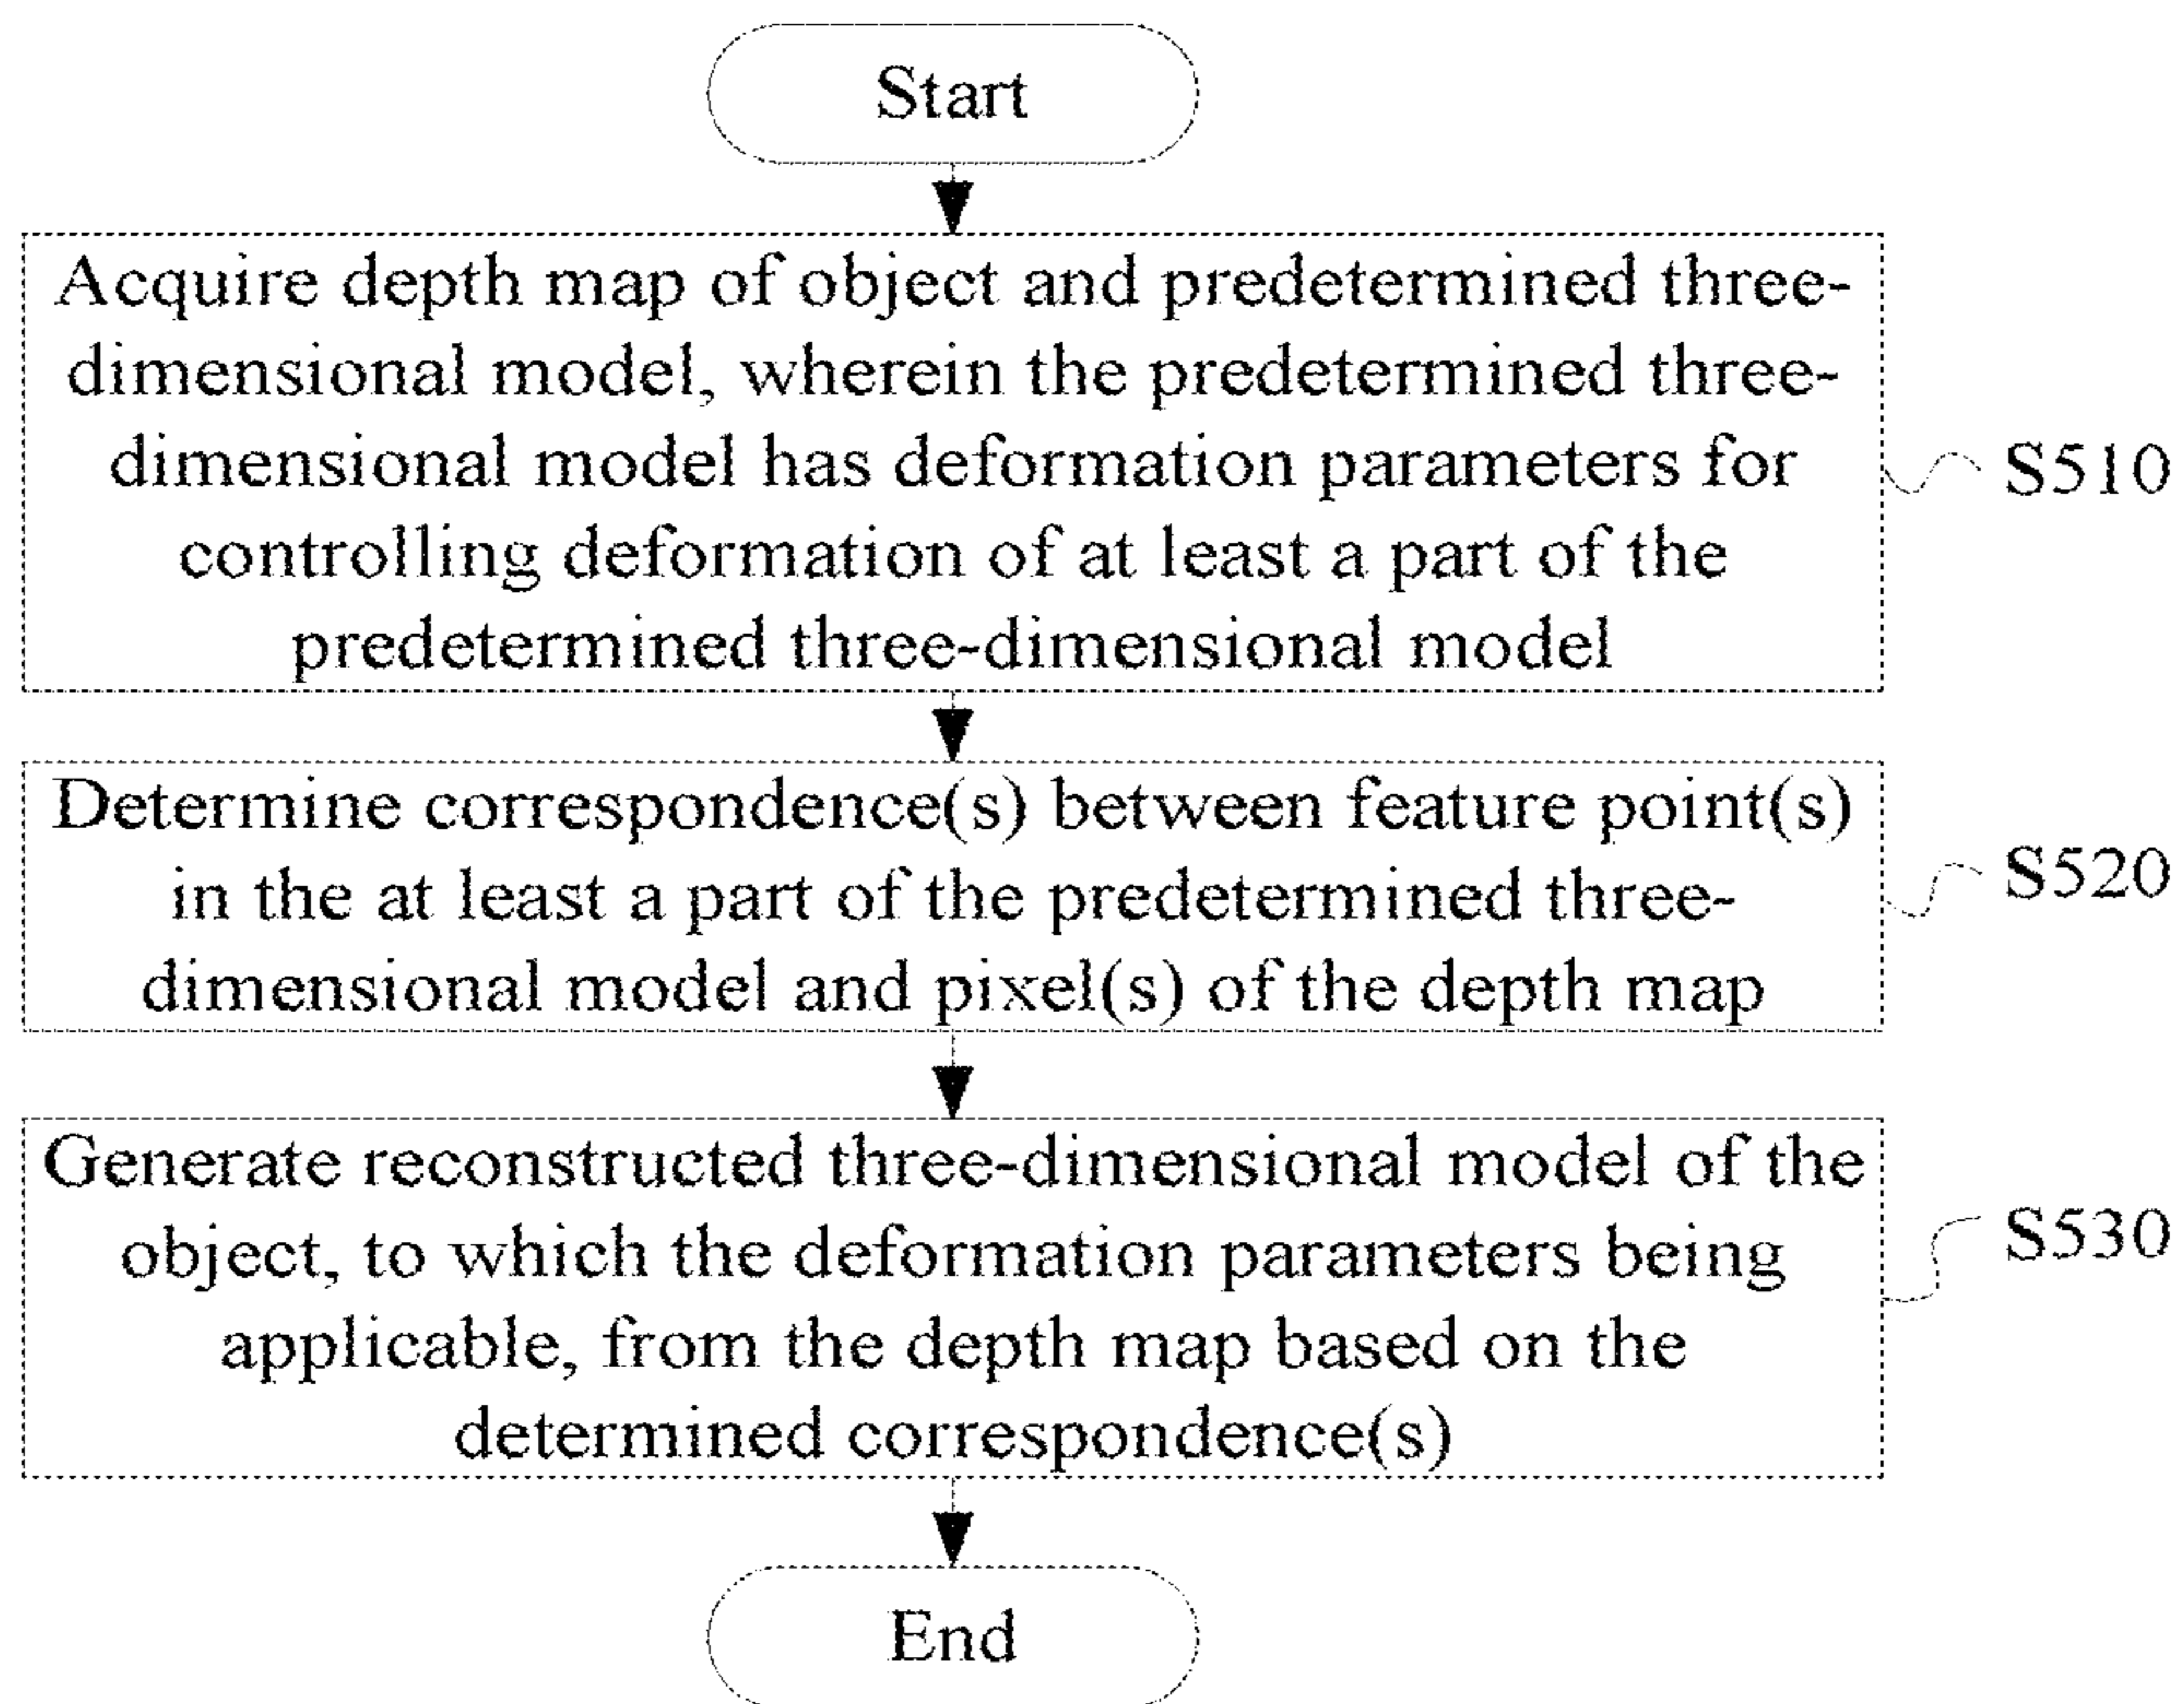 Start
Acquire depth map of object and predetermined three-
dimensional model, wherein the predetermined three-
dimensional model has deformation parameters for
controlling deformation of at least a part of the
predetermined three-dimensional model
S510
Determine correspondence(s) between feature point(s)
in the at least a part of the predetermined three-
dimensional model and pixel(s) of the depth map
S520
Generate reconstructed three-dimensional model of the
object, to which the deformation parameters being
applicable, from the depth map based on the
determined correspondence(s)
S530
End